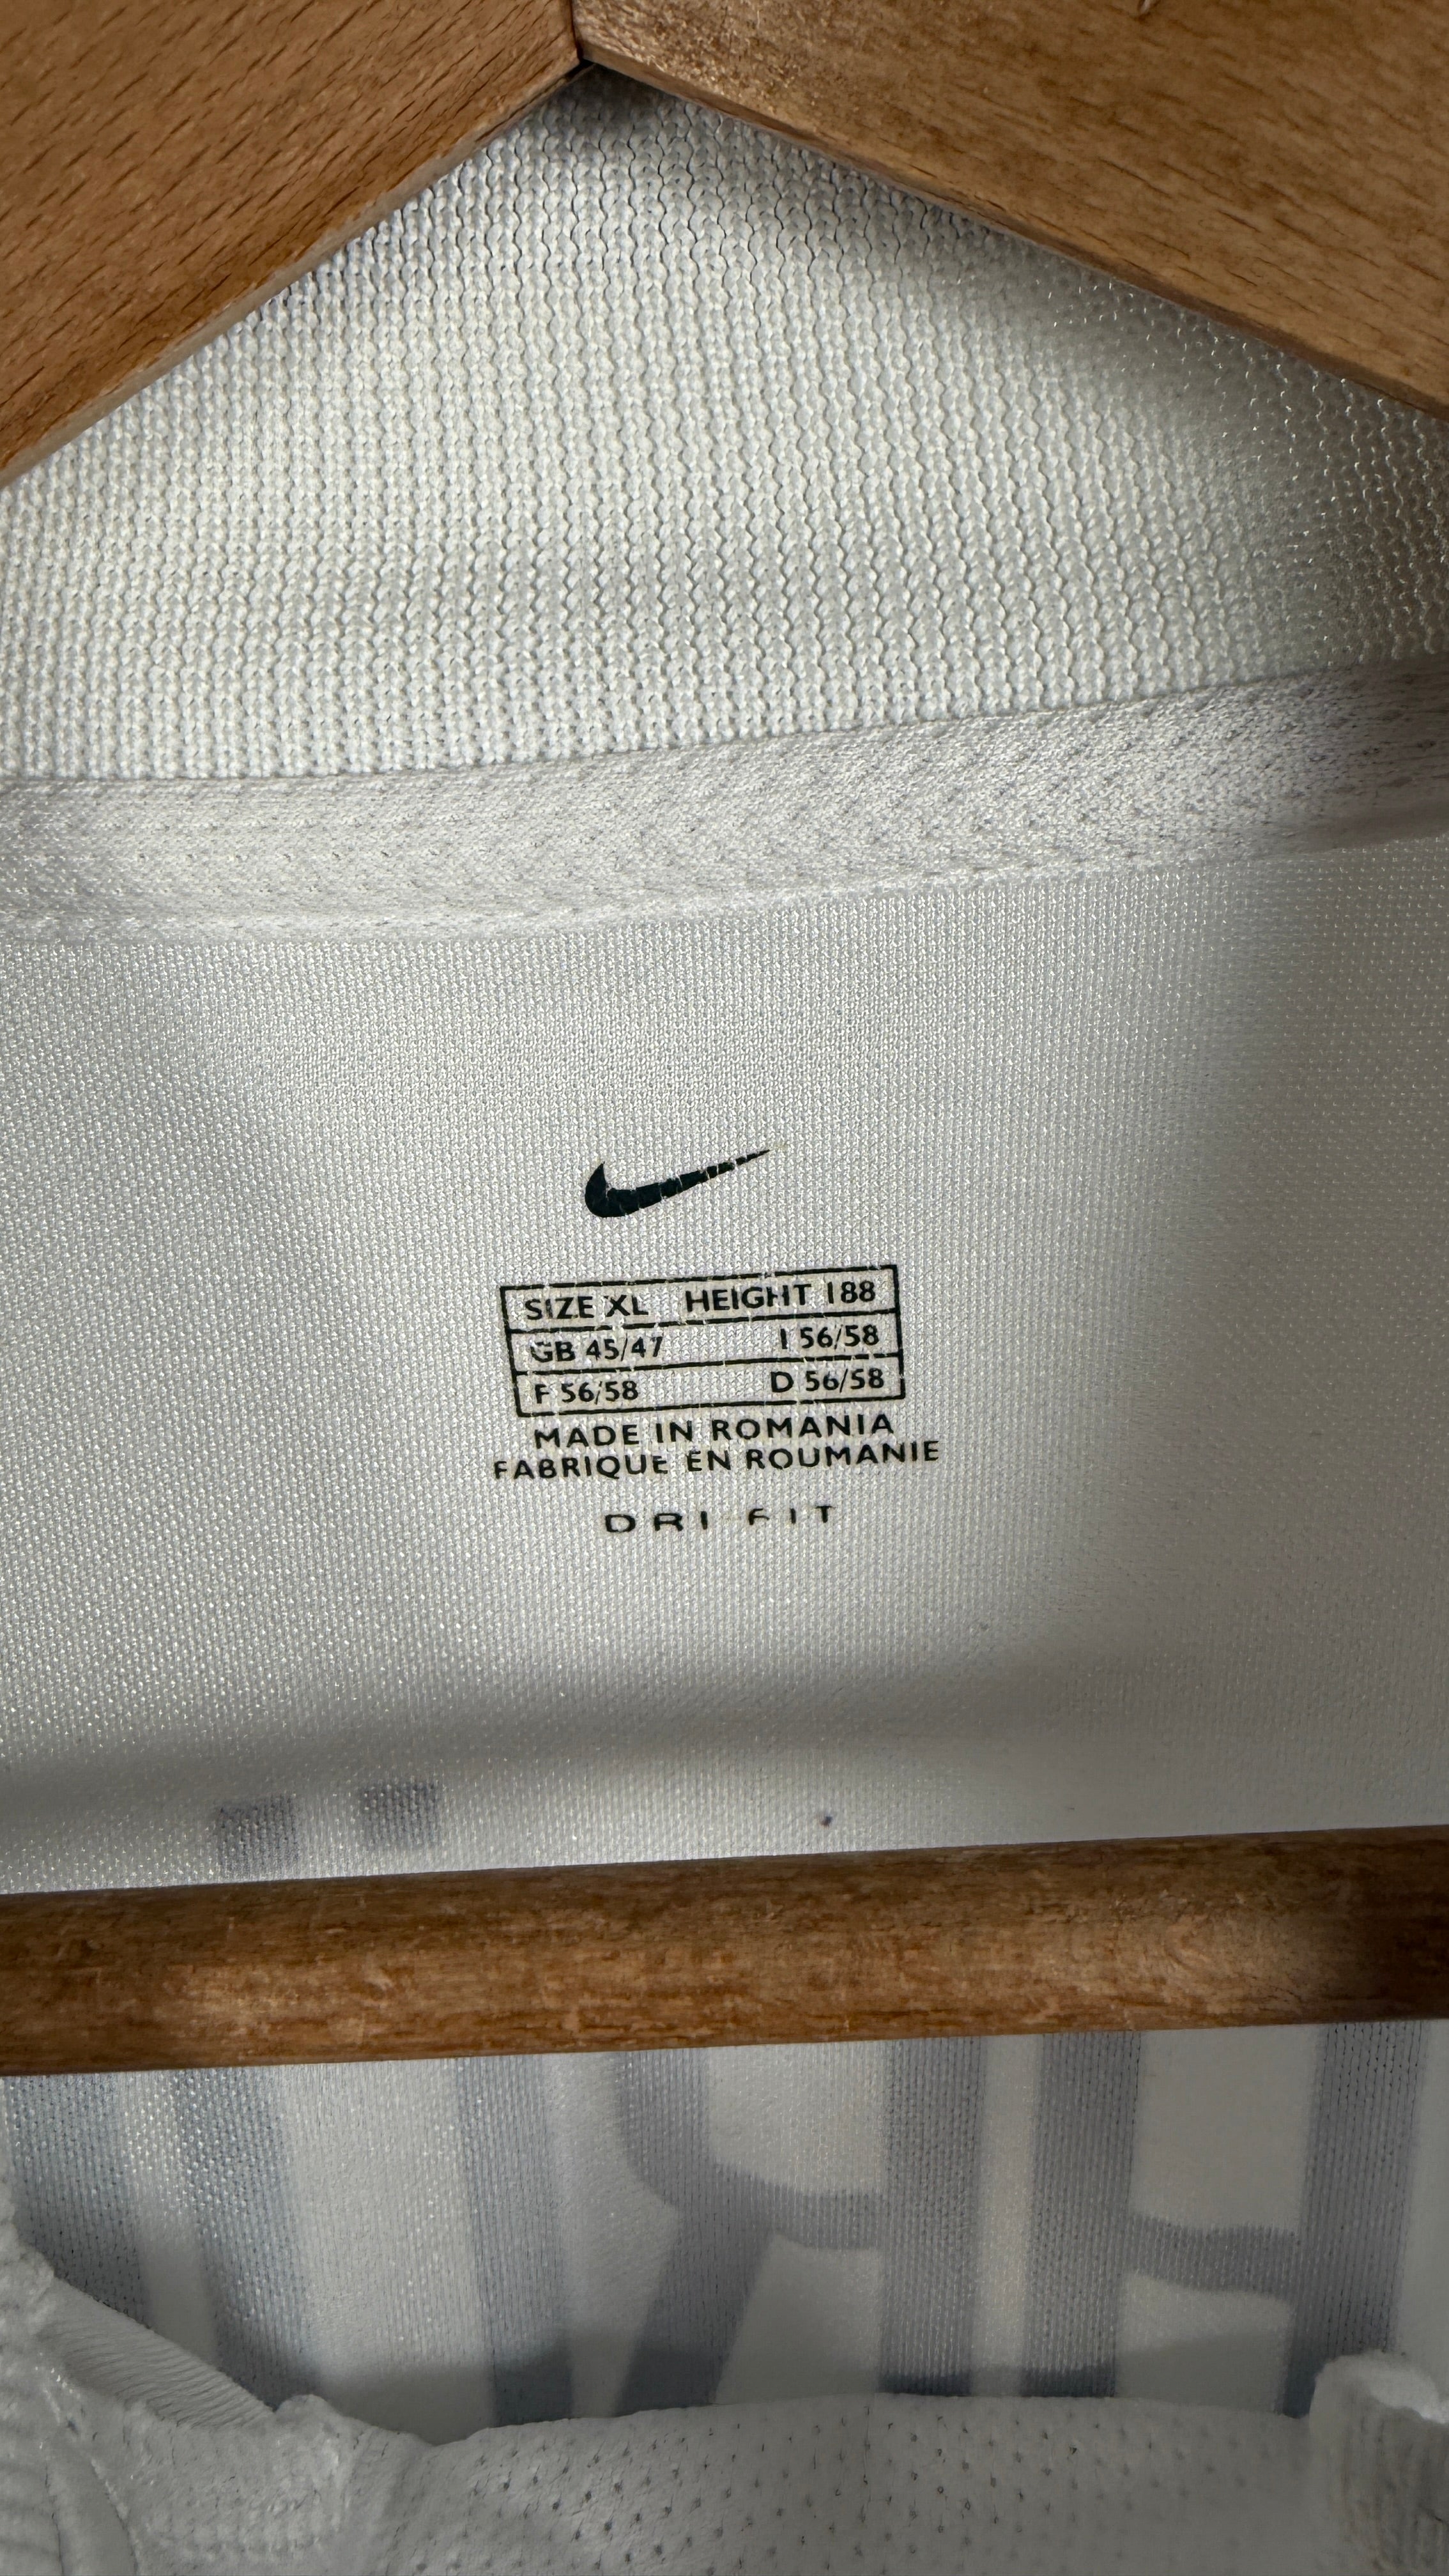 SIZE XL HEIGHT 188
GB 45/47 I 56/58
F 56/58 D 56/58
MADE IN ROMANIA
FABRIQUE EN ROUMANIE
DRI-FIT